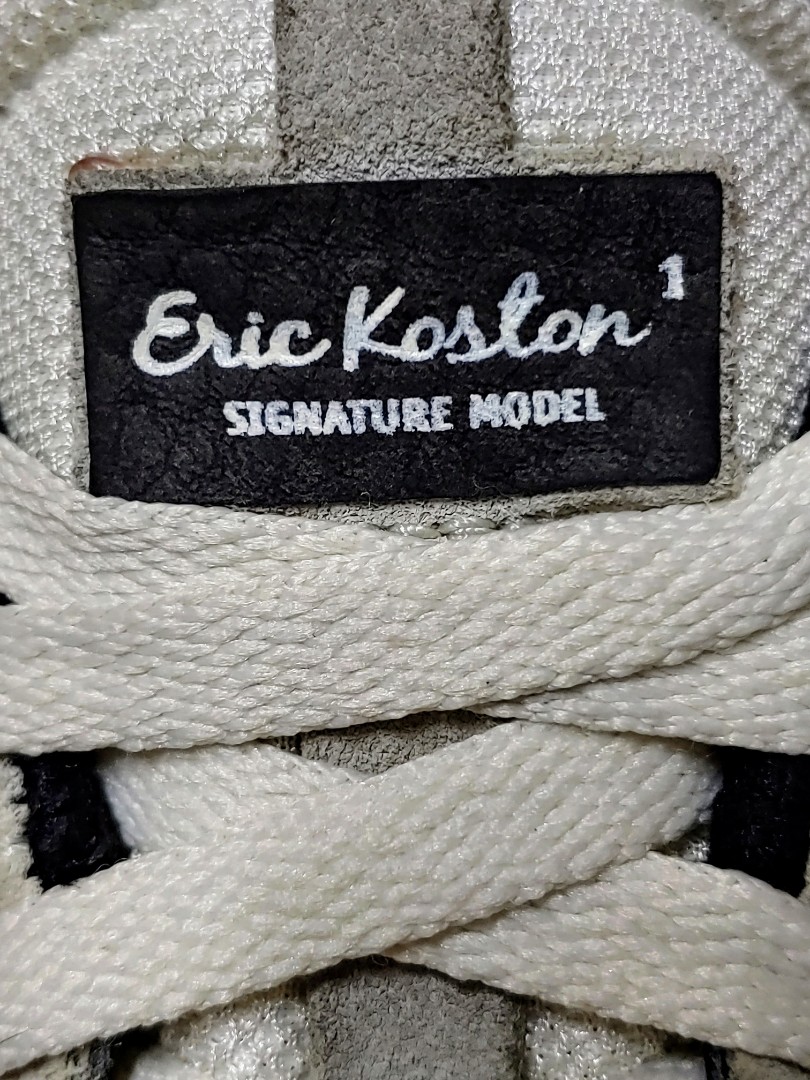 Eric Koston 1
SIGNATURE MODEL